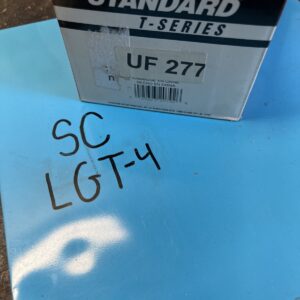 STANDARD
T-SERIES
UF 277
SC
LGT-4